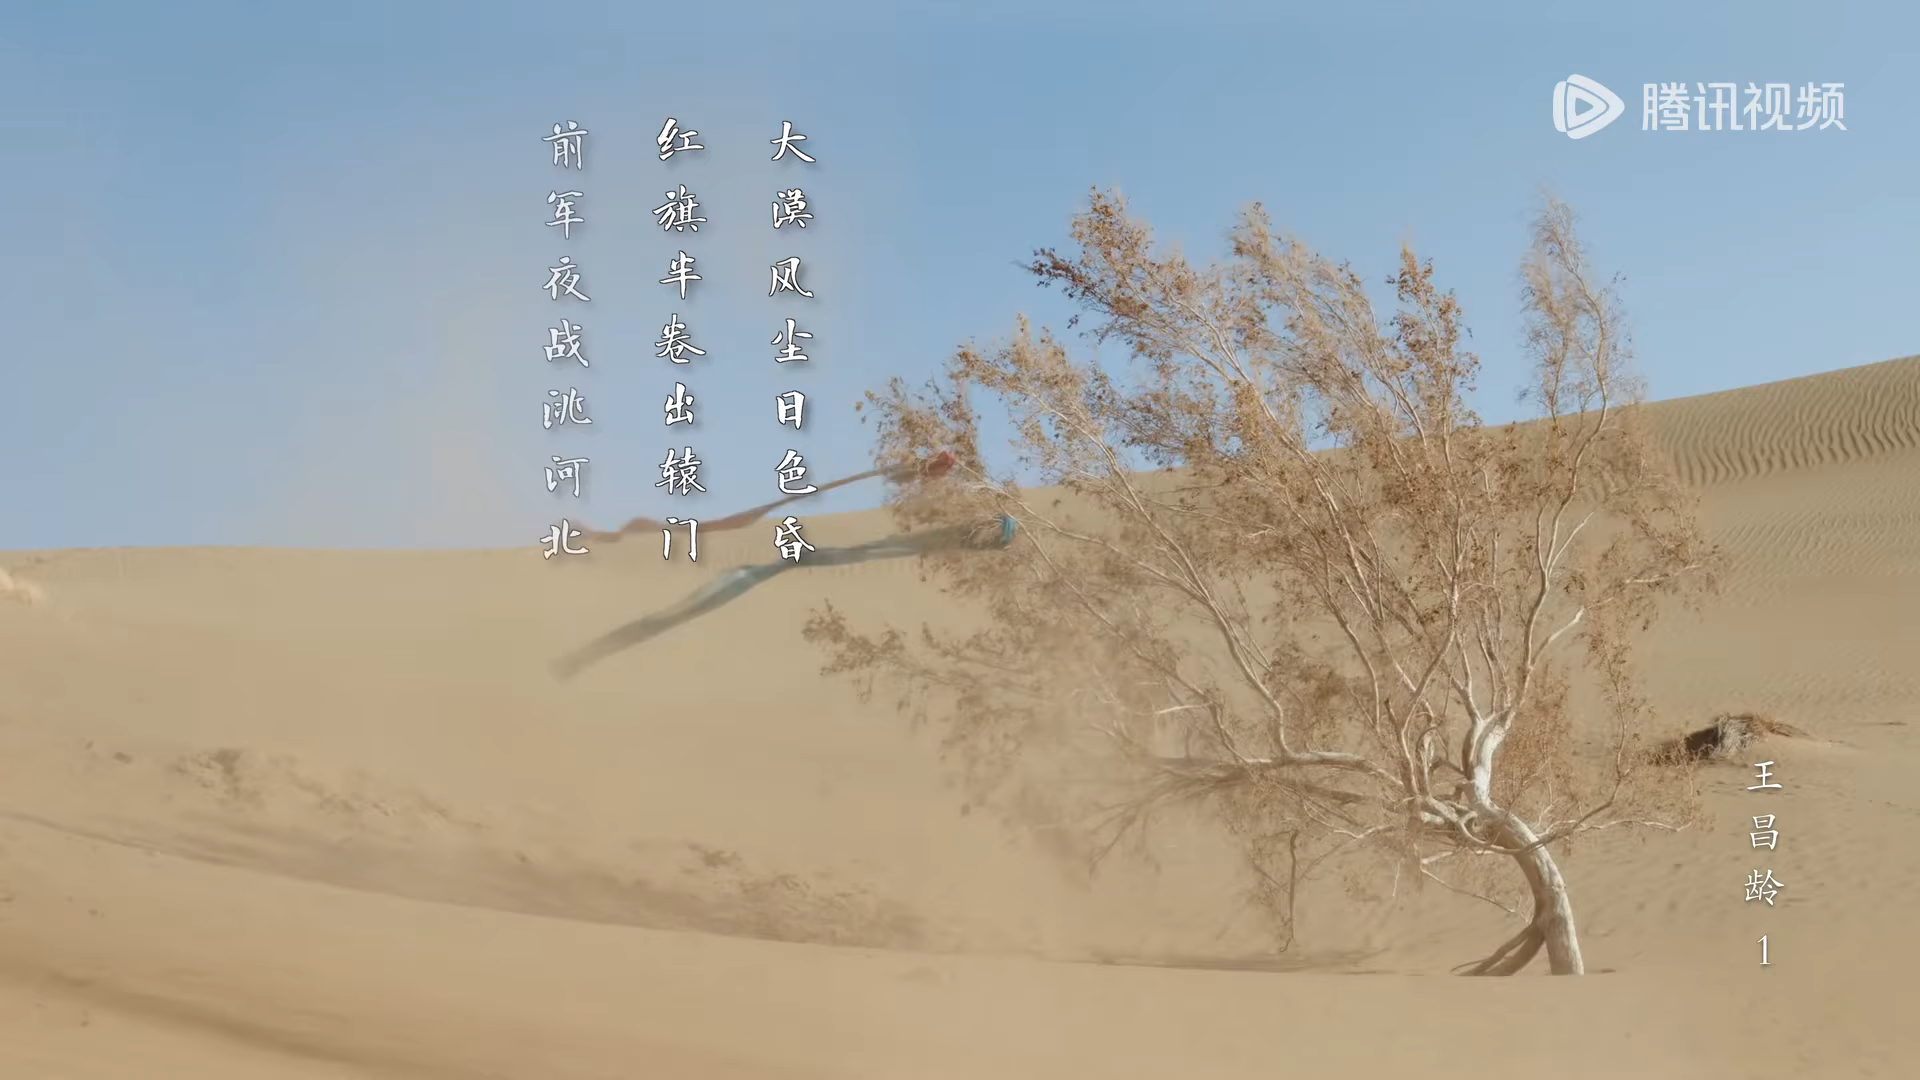 大漠风尘日色昏
红旗半卷出辕门
前军夜战洮河北
腾讯视频
王昌龄 1